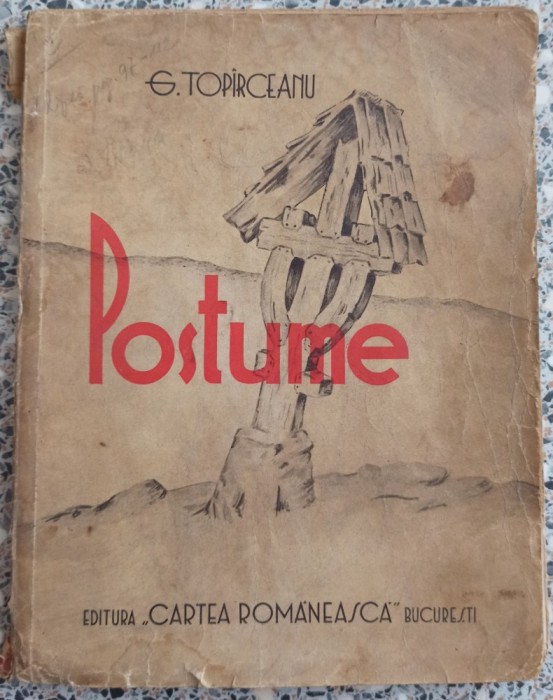 G. TOPÎRCEANU
Postume
EDITURA „CARTEA ROMÂNEASCĂ” BUCUREȘTI